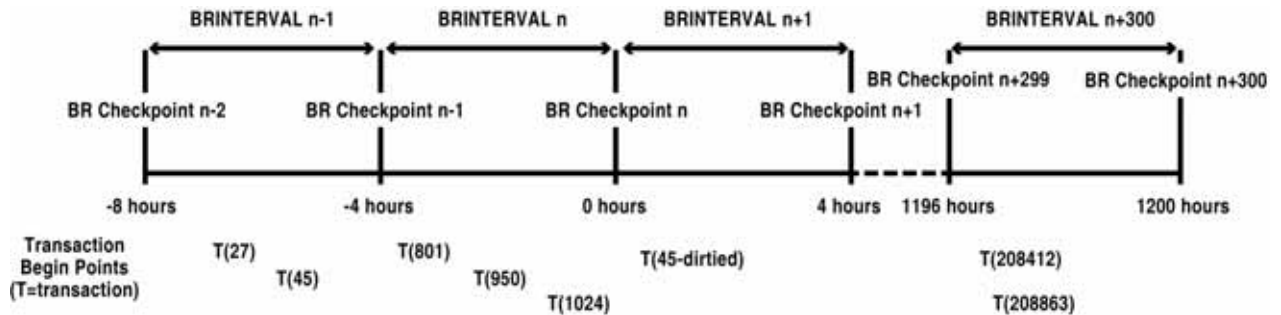 BRINTERVAL n-1 BRINTERVAL n BRINTERVAL n+1 BRINTERVAL n+300
BR Checkpoint n-2 BR Checkpoint n-1 BR Checkpoint n BR Checkpoint n+1 BR Checkpoint n+299 BR Checkpoint n+300
-8 hours -4 hours 0 hours 4 hours 1196 hours 1200 hours
Transaction
Begin Points
(T=transaction)
T(27) T(801) T(45-dirtied) T(208412)
T(45) T(950)
T(1024) T(208863)